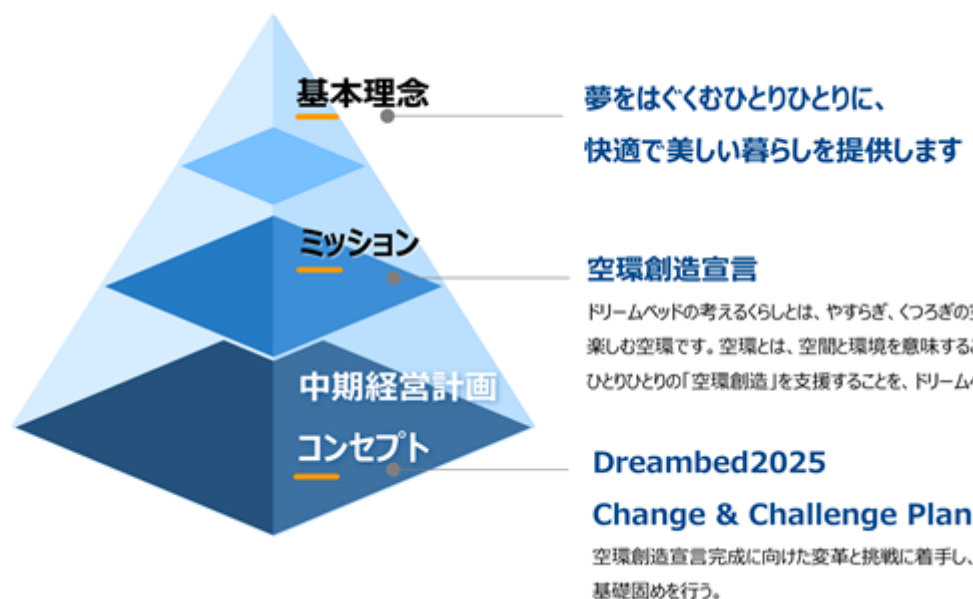 基本理念
夢をはぐくむひとりひとりに、
快適で美しい暮らしを提供します
ミッション
空環創造宣言
ドリームベッドの考えるくらしとは、やすらぎ、くつろぎの
楽しむ空環です。空環とは、空間と環境を意味する
ひとりひとりの「空環創造」を支援することを、ドリーム
中期経営計画
コンセプト
Dreambed2025
Change & Challenge Plan
空環創造宣言完成に向けた変革と挑戦に着手し、
基礎固めを行う。